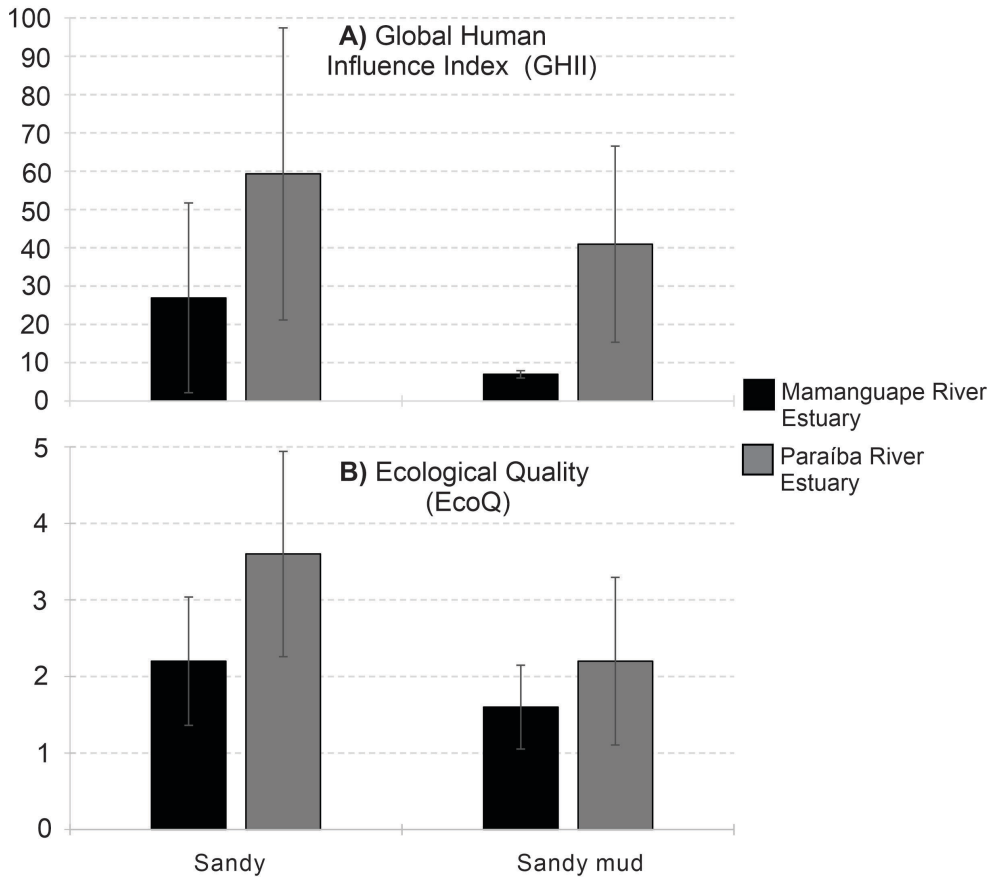 100
90
80
70
60
50
40
30
20
10
0
A) Global Human
Influence Index (GHII)
5
4
3
2
1
0
B) Ecological Quality
(EcoQ)
Sandy
Sandy mud
Mamanguape River
Estuary
Paraíba River
Estuary